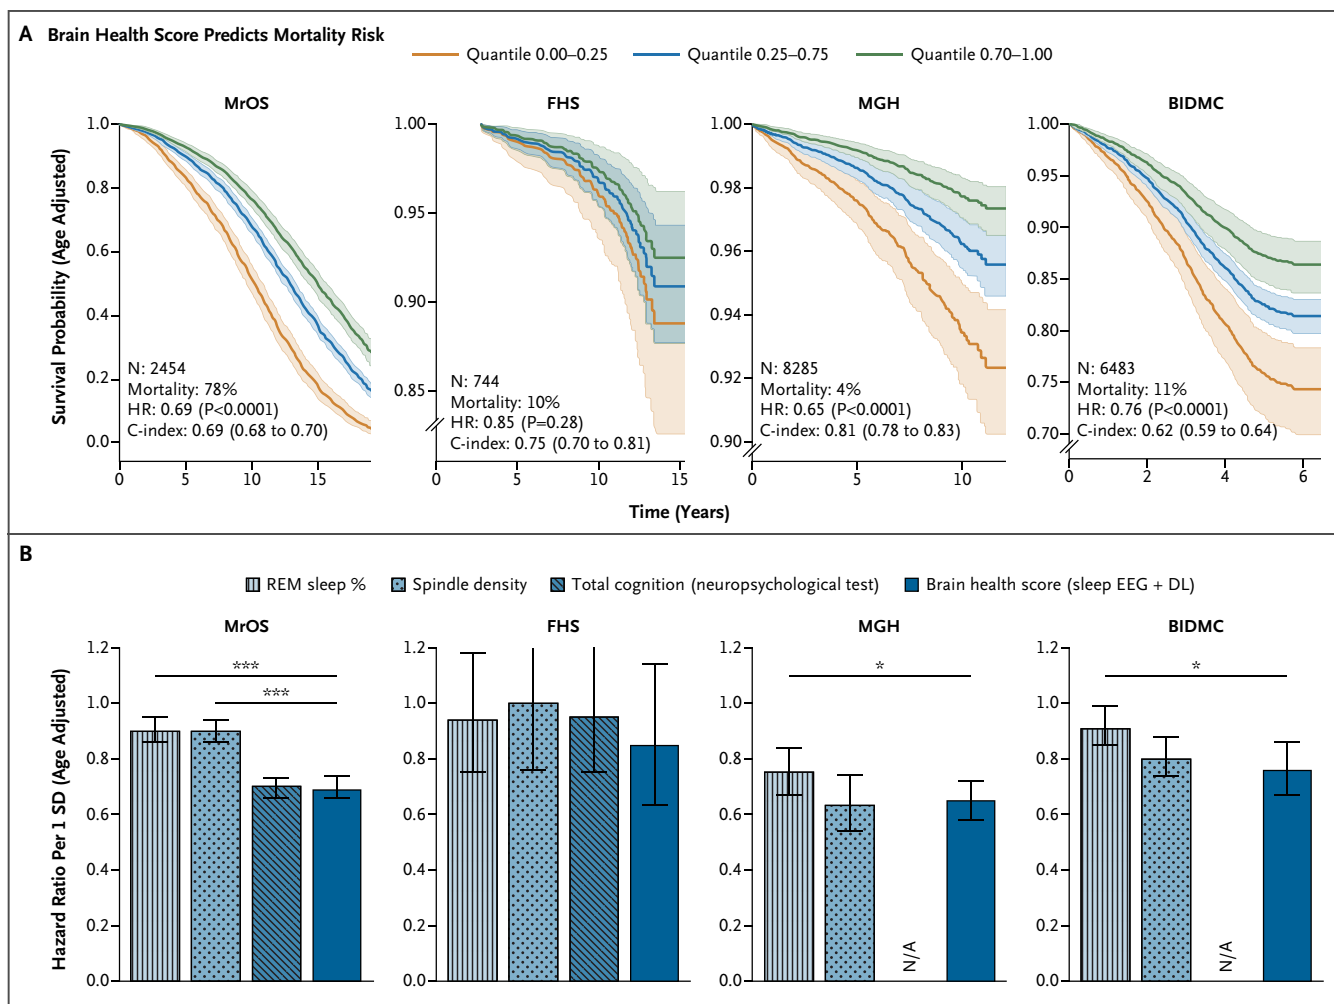 A Brain Health Score Predicts Mortality Risk
Quantile 0.00–0.25 Quantile 0.25–0.75 Quantile 0.70–1.00
MrOS FHS MGH BIDMC
Survival Probability (Age Adjusted)
1.0
0.8
0.6
0.4
0.2
0.0
N: 2454
Mortality: 78%
HR: 0.69 (P<0.0001)
C-index: 0.69 (0.68 to 0.70)
0 5 10 15
1.00
0.95
0.90
0.85
N: 744
Mortality: 10%
HR: 0.85 (P=0.28)
C-index: 0.75 (0.70 to 0.81)
0 5 10 15
1.00
0.98
0.96
0.94
0.92
0.90
N: 8285
Mortality: 4%
HR: 0.65 (P<0.0001)
C-index: 0.81 (0.78 to 0.83)
0 5 10
1.00
0.95
0.90
0.85
0.80
0.75
0.70
N: 6483
Mortality: 11%
HR: 0.76 (P<0.0001)
C-index: 0.62 (0.59 to 0.64)
0 2 4 6
Time (Years)
B
REM sleep % Spindle density Total cognition (neuropsychological test) Brain health score (sleep EEG + DL)
MrOS FHS MGH BIDMC
Hazard Ratio Per 1 SD (Age Adjusted)
1.2
1.0
0.8
0.6
0.4
0.2
0.0
***
***
1.2
1.0
0.8
0.6
0.4
0.2
0.0
1.2
1.0
0.8
0.6
0.4
0.2
0.0
*
N/A
1.2
1.0
0.8
0.6
0.4
0.2
0.0
*
N/A